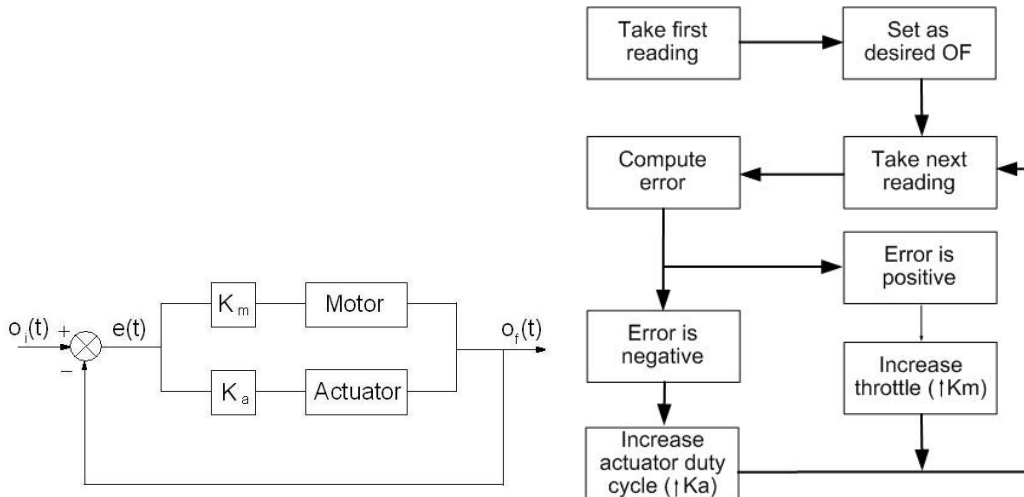 o_i(t)
+
−
e(t)
K_m
Motor
K_a
Actuator
o_f(t)
Take first
reading
Set as
desired OF
Compute
error
Take next
reading
Error is
positive
Error is
negative
Increase
throttle (↑Km)
Increase
actuator duty
cycle (↑Ka)